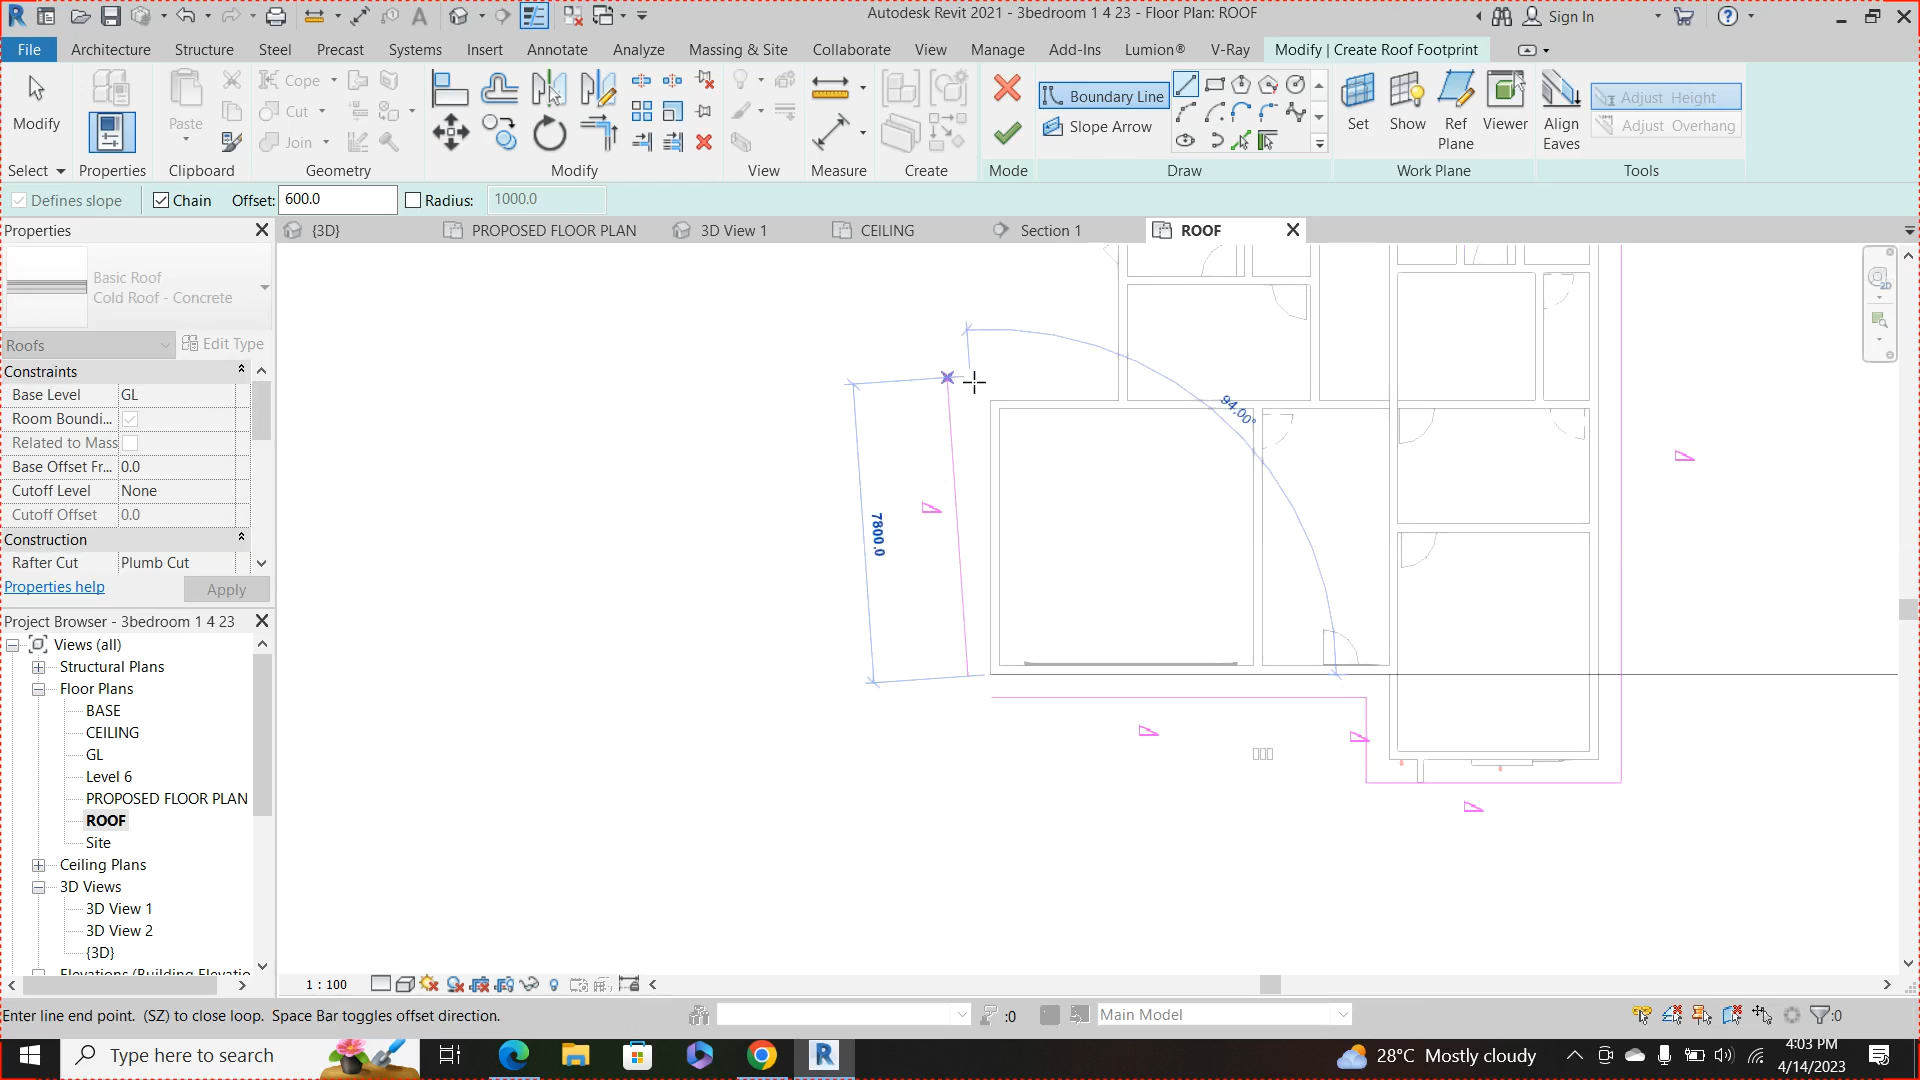 Autodesk Revit 2021 - 3bedroom 1 4 23 - Floor Plan: ROOF
Sign In
File Architecture Structure Steel Precast Systems Insert Annotate Analyze Massing & Site Collaborate View Manage Add-Ins Lumion® V-Ray Modify | Create Roof Footprint
Modify Paste Cope Cut Join Boundary Line Slope Arrow Set Show Ref Plane Viewer Align Eaves Adjust Height Adjust Overhang
Select Properties Clipboard Geometry Modify View Measure Create Mode Draw Work Plane Tools
Defines slope Chain Offset: 600.0 Radius: 1000.0
Properties
{3D} PROPOSED FLOOR PLAN 3D View 1 CEILING Section 1 ROOF
Basic Roof
Cold Roof - Concrete
Roofs Edit Type
Constraints
Base Level GL
Room Boundi...
Related to Mass
Base Offset Fr... 0.0
Cutoff Level None
Cutoff Offset 0.0
Construction
Rafter Cut Plumb Cut
Properties help Apply
Project Browser - 3bedroom 1 4 23
Views (all)
Structural Plans
Floor Plans
BASE
CEILING
GL
Level 6
PROPOSED FLOOR PLAN
ROOF
Site
Ceiling Plans
3D Views
3D View 1
3D View 2
{3D}
Elevations (Building Elevatio
94.00°
7800.0
2D
1 : 100
Enter line end point. (SZ) to close loop. Space Bar toggles offset direction.
:0
Main Model
:0
Type here to search
28°C Mostly cloudy
4:03 PM
4/14/2023